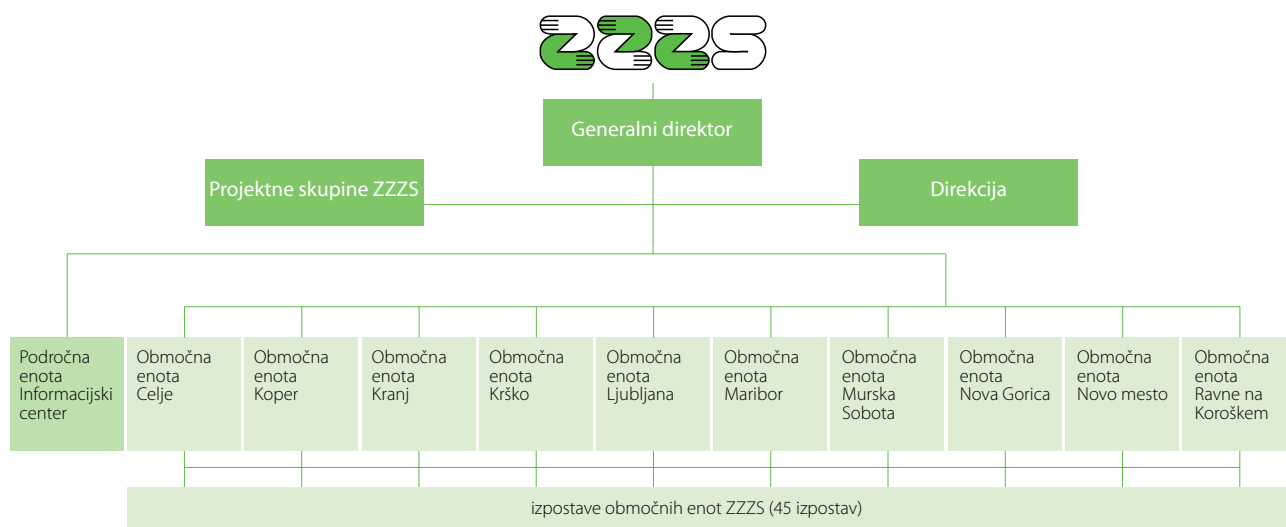 ZZZS
Generalni direktor
Projektne skupine ZZZS
Direkcija
Področna
enota
Informacijski
center
Območna
enota
Celje
Območna
enota
Koper
Območna
enota
Kranj
Območna
enota
Krško
Območna
enota
Ljubljana
Območna
enota
Maribor
Območna
enota
Murska
Sobota
Območna
enota
Nova Gorica
Območna
enota
Novo mesto
Območna
enota
Ravne na
Koroškem
izpostave območnih enot ZZZS (45 izpostav)